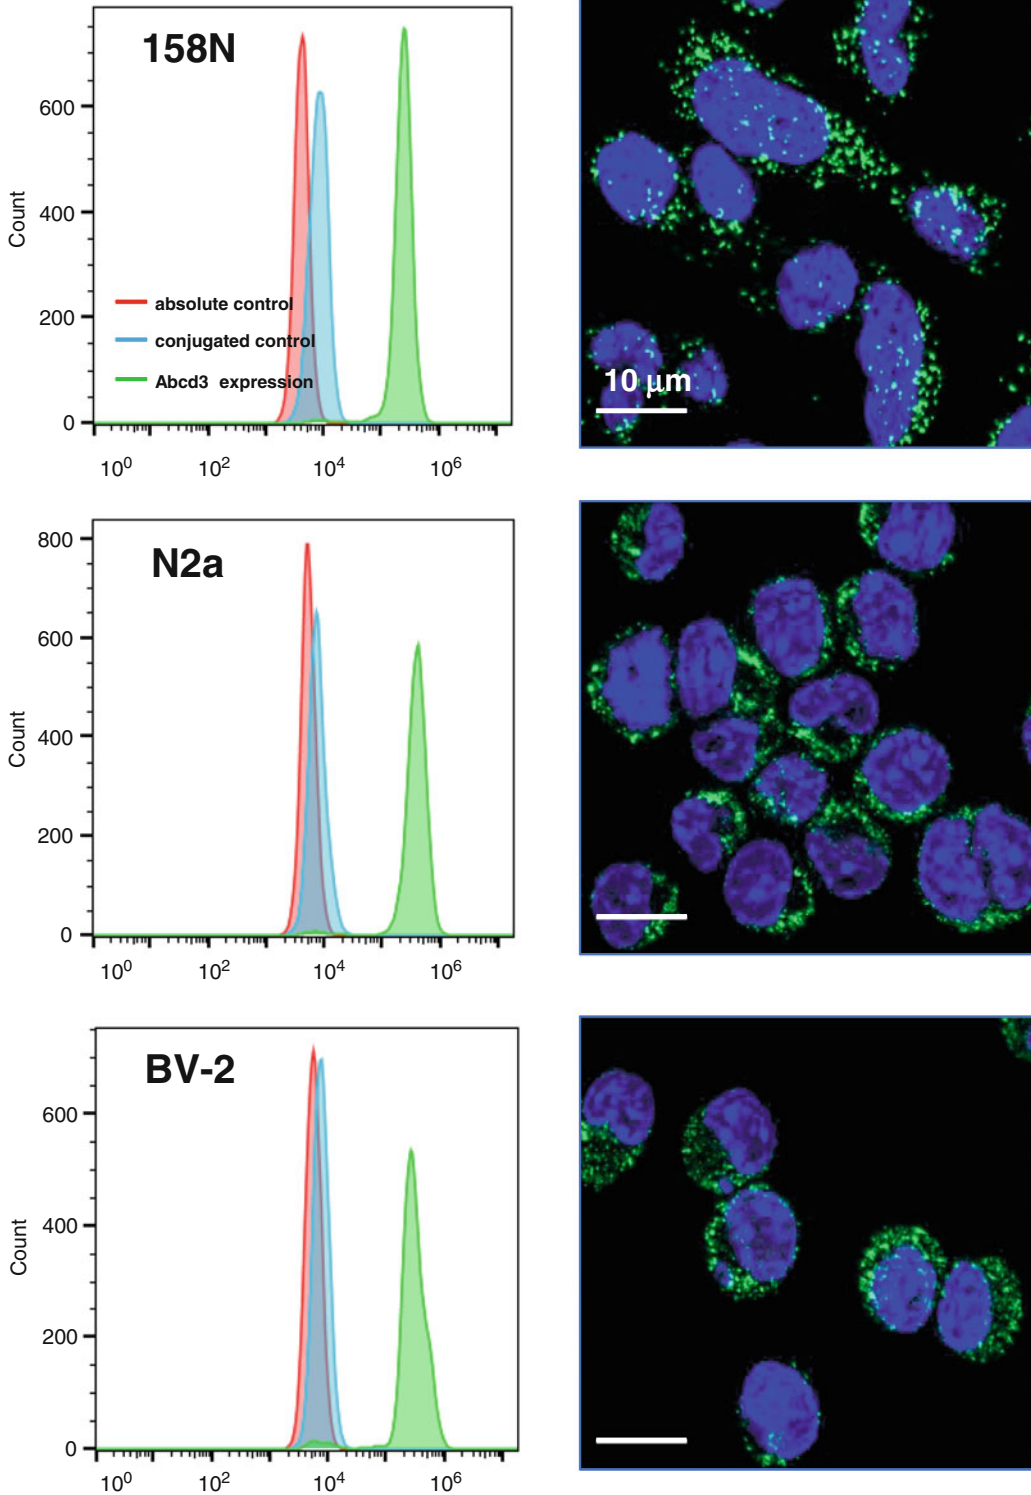 158N
Count
600
400
200
0
absolute control
conjugated control
Abcd3 expression
10⁰ 10² 10⁴ 10⁶
10 μm
N2a
Count
800
600
400
200
0
10⁰ 10² 10⁴ 10⁶
BV-2
Count
600
400
200
0
10⁰ 10² 10⁴ 10⁶